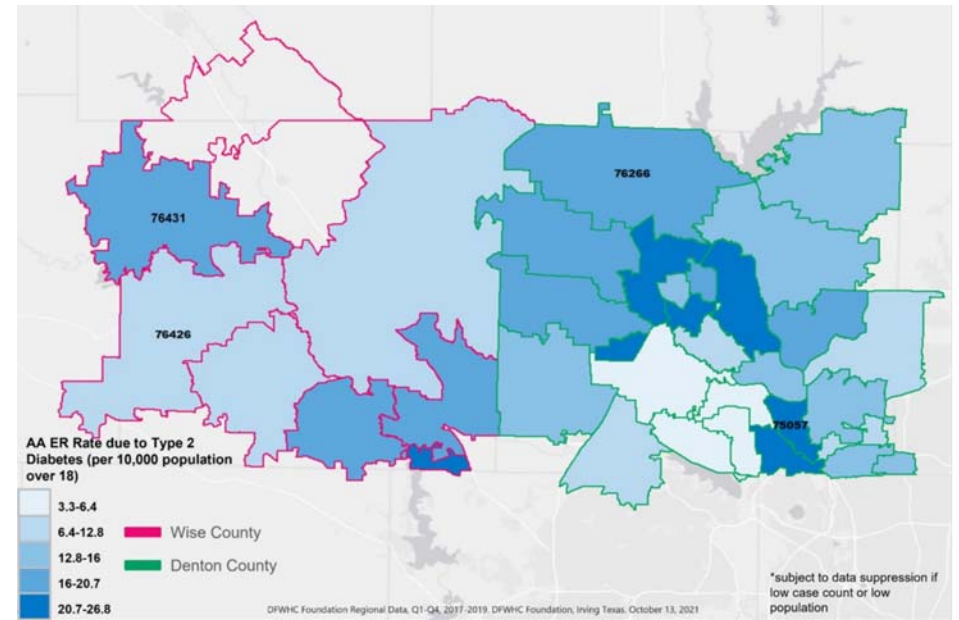 76266
76431
76426
75057
AA ER Rate due to Type 2
Diabetes (per 10,000 population
over 18)
3.3-6.4
6.4-12.8
12.8-16
16-20.7
20.7-26.8
Wise County
Denton County
*subject to data suppression if
low case count or low
population
DFWHC Foundation Regional Data, Q1-Q4, 2017-2019. DFWHC Foundation, Irving Texas. October 13, 2021